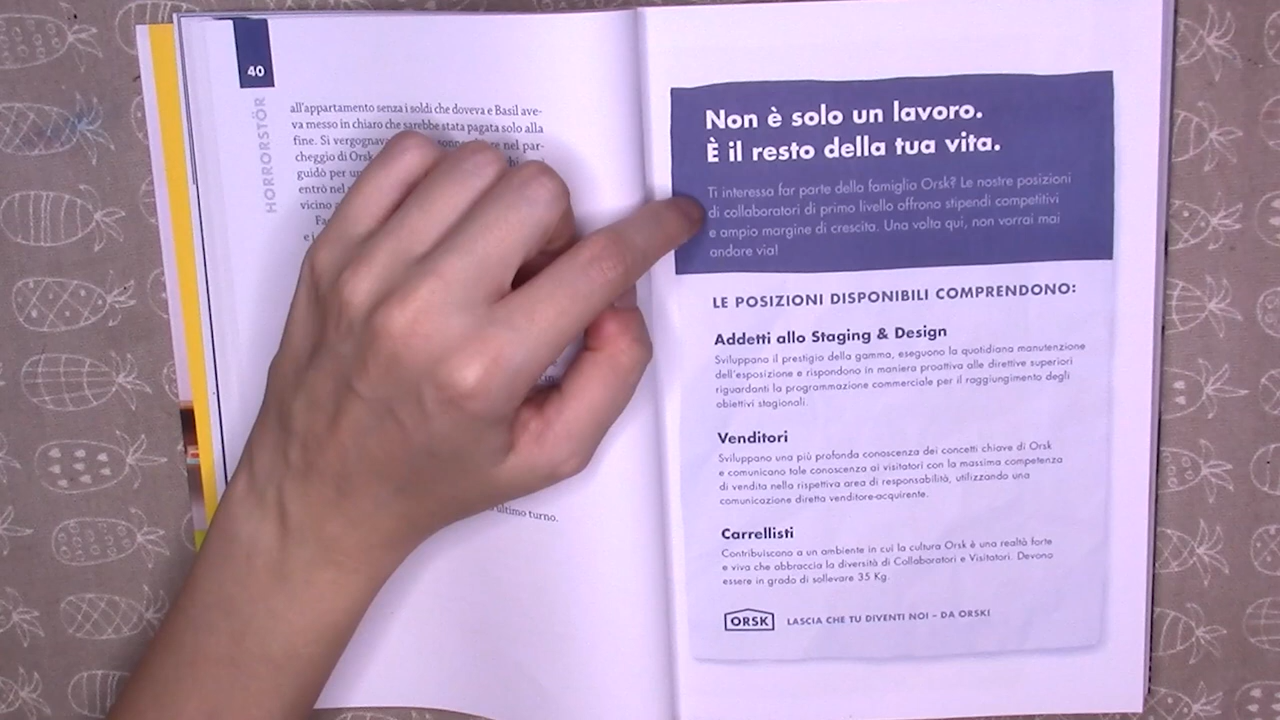 40
HORRORSTÖR
all'appartamento senza i soldi che doveva e Basil ave-
va messo in chiaro che sarebbe stata pagata solo alla
fine. Si vergognava nel par-
cheggio di Orsk
guidò per un
entrò nel
vicino a
e i
ultimo turno.
Non è solo un lavoro.
È il resto della tua vita.
Ti interessa far parte della famiglia Orsk? Le nostre posizioni
di collaboratori di primo livello offrono stipendi competitivi
e ampio margine di crescita. Una volta qui, non vorrai mai
andare via!
LE POSIZIONI DISPONIBILI COMPRENDONO:
Addetti allo Staging & Design
Sviluppano il prestigio della gamma, eseguono la quotidiana manutenzione
dell'esposizione e rispondono in maniera proattiva alle direttive superiori
riguardanti la programmazione commerciale per il raggiungimento degli
obiettivi stagionali.
Venditori
Sviluppano una più profonda conoscenza dei concetti chiave di Orsk
e comunicano tale conoscenza ai visitatori con la massima competenza
di vendita nella rispettiva area di responsabilità, utilizzando una
comunicazione diretta venditore-acquirente.
Carrellisti
Contribuiscono a un ambiente in cui la cultura Orsk è una realtà forte
e viva che abbraccia la diversità di Collaboratori e Visitatori. Devono
essere in grado di sollevare 35 Kg.
ORSK LASCIA CHE TU DIVENTI NOI – DA ORSK!